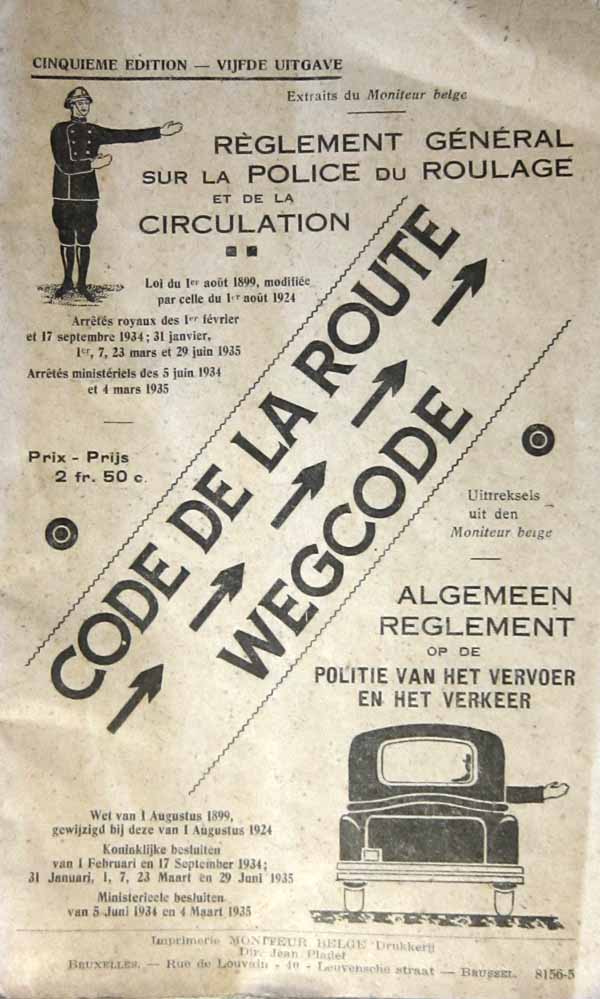 CINQUIEME EDITION — VIJFDE UITGAVE
Extraits du Moniteur belge
RÈGLEMENT GÉNÉRAL
SUR LA POLICE DU ROULAGE
ET DE LA
CIRCULATION
Loi du 1er août 1899, modifiée
par celle du 1er août 1924
Arrêtés royaux des 1er février
et 17 septembre 1934 ; 31 janvier,
1er, 7, 23 mars et 29 juin 1935
Arrêtés ministériels des 5 juin 1934
et 4 mars 1935
Prix - Prijs
2 fr. 50 c.
CODE DE LA ROUTE
WEGCODE
Uittreksels
uit den
Moniteur belge
ALGEMEEN
REGLEMENT
OP DE
POLITIE VAN HET VERVOER
EN HET VERKEER
Wet van 1 Augustus 1899,
gewijzigd bij deze van 1 Augustus 1924
Koninklijke besluiten
van 1 Februari en 17 September 1934 ;
31 Januari, 1, 7, 23 Maart en 29 Juni 1935
Ministerieele besluiten
van 5 Juni 1934 en 4 Maart 1935
Imprimerie MONITEUR BELGE Drukkerij
Dir. Jean
BRUXELLES. — Rue de Louvain - 40 - Leuvensche straat — BRUSSEL. 8156-5